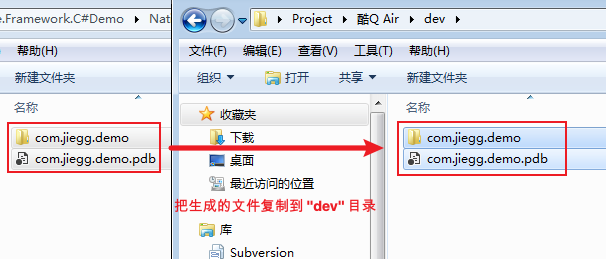 e.Framework.C#Demo ▸ Nat
帮助(H)
新建文件夹
名称
com.jiegg.demo
com.jiegg.demo.pdb
Project ▸ 酷Q Air ▸ dev ▸
文件(F) 编辑(E) 查看(V) 工具(T) 帮助(H)
组织 打开 共享 新建文件夹
收藏夹
下载
桌面
最近访问的位置
把生成的文件复制到 "dev" 目录
库
Subversion
名称
com.jiegg.demo
com.jiegg.demo.pdb